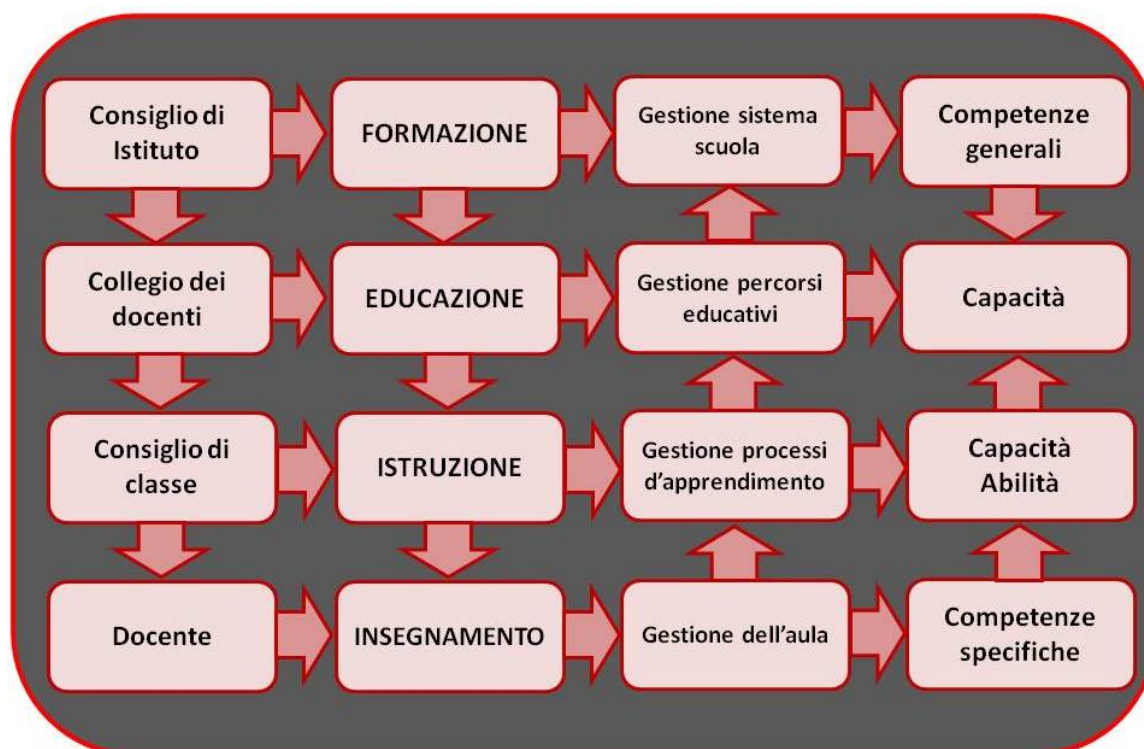 Consiglio di
Istituto
FORMAZIONE
Gestione sistema
scuola
Competenze
generali
Collegio dei
docenti
EDUCAZIONE
Gestione percorsi
educativi
Capacità
Consiglio di
classe
ISTRUZIONE
Gestione processi
d'apprendimento
Capacità
Abilità
Docente
INSEGNAMENTO
Gestione dell'aula
Competenze
specifiche